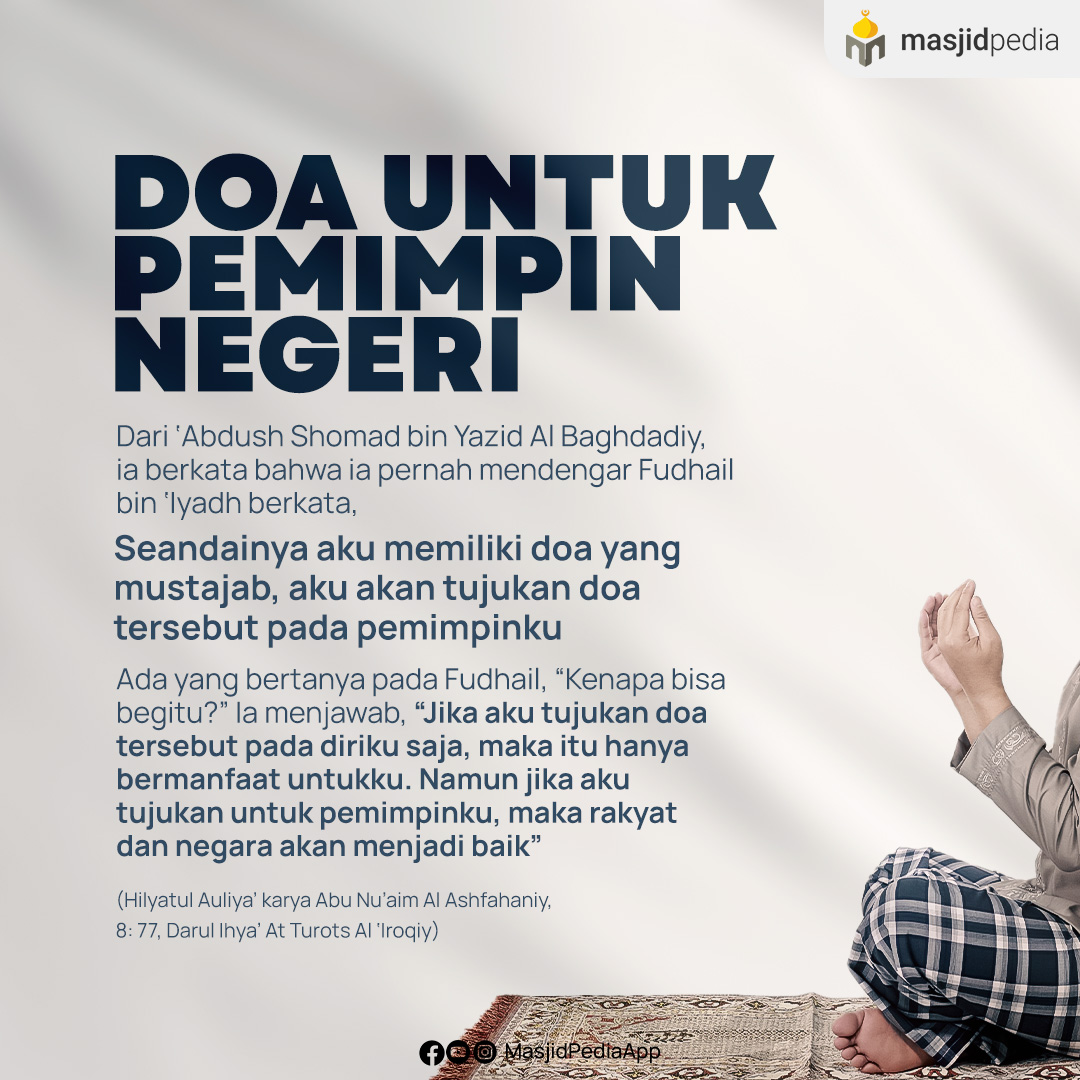 masjidpedia
DOA UNTUK
PEMIMPIN
NEGERI
Dari ‘Abdush Shomad bin Yazid Al Baghdadiy,
ia berkata bahwa ia pernah mendengar Fudhail
bin ‘Iyadh berkata,
Seandainya aku memiliki doa yang
mustajab, aku akan tujukan doa
tersebut pada pemimpinku
Ada yang bertanya pada Fudhail, “Kenapa bisa
begitu?” Ia menjawab, “Jika aku tujukan doa
tersebut pada diriku saja, maka itu hanya
bermanfaat untukku. Namun jika aku
tujukan untuk pemimpinku, maka rakyat
dan negara akan menjadi baik”
(Hilyatul Auliya’ karya Abu Nu’aim Al Ashfahaniy,
8: 77, Darul Ihya’ At Turots Al ‘Iroqiy)
MasjidPediaApp